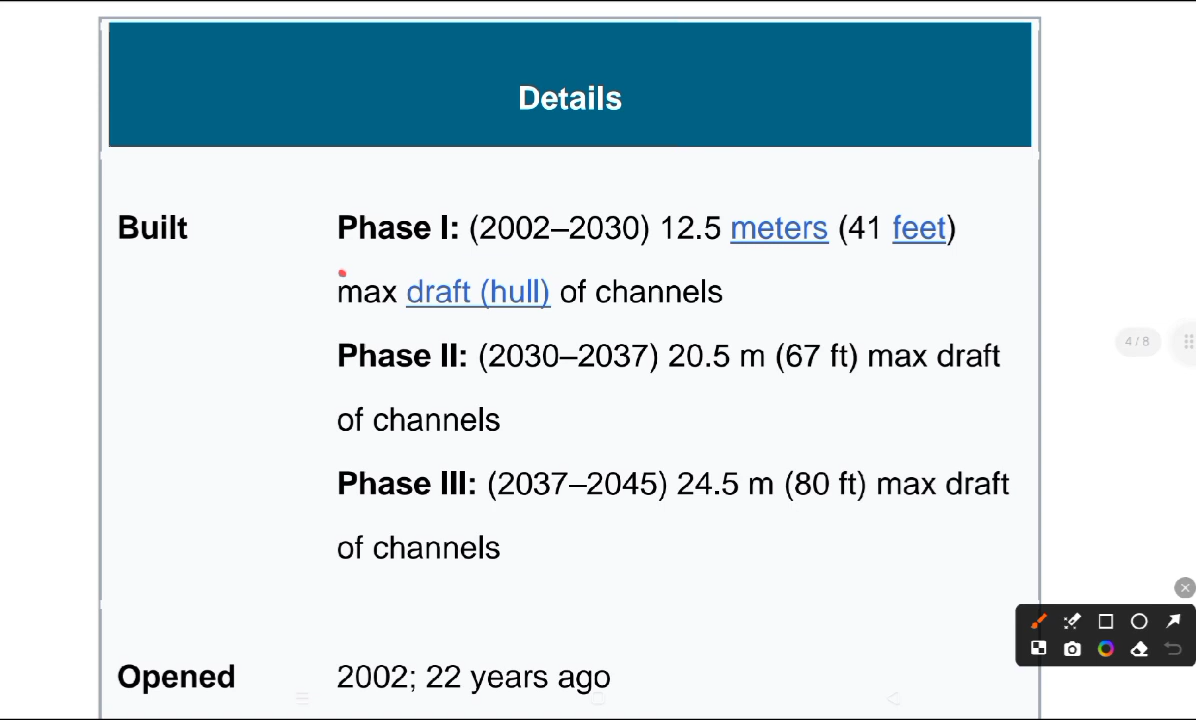 Details
Built
Phase I: (2002–2030) 12.5 meters (41 feet)
max draft (hull) of channels
Phase II: (2030–2037) 20.5 m (67 ft) max draft
of channels
Phase III: (2037–2045) 24.5 m (80 ft) max draft
of channels
4/8
Opened
2002; 22 years ago